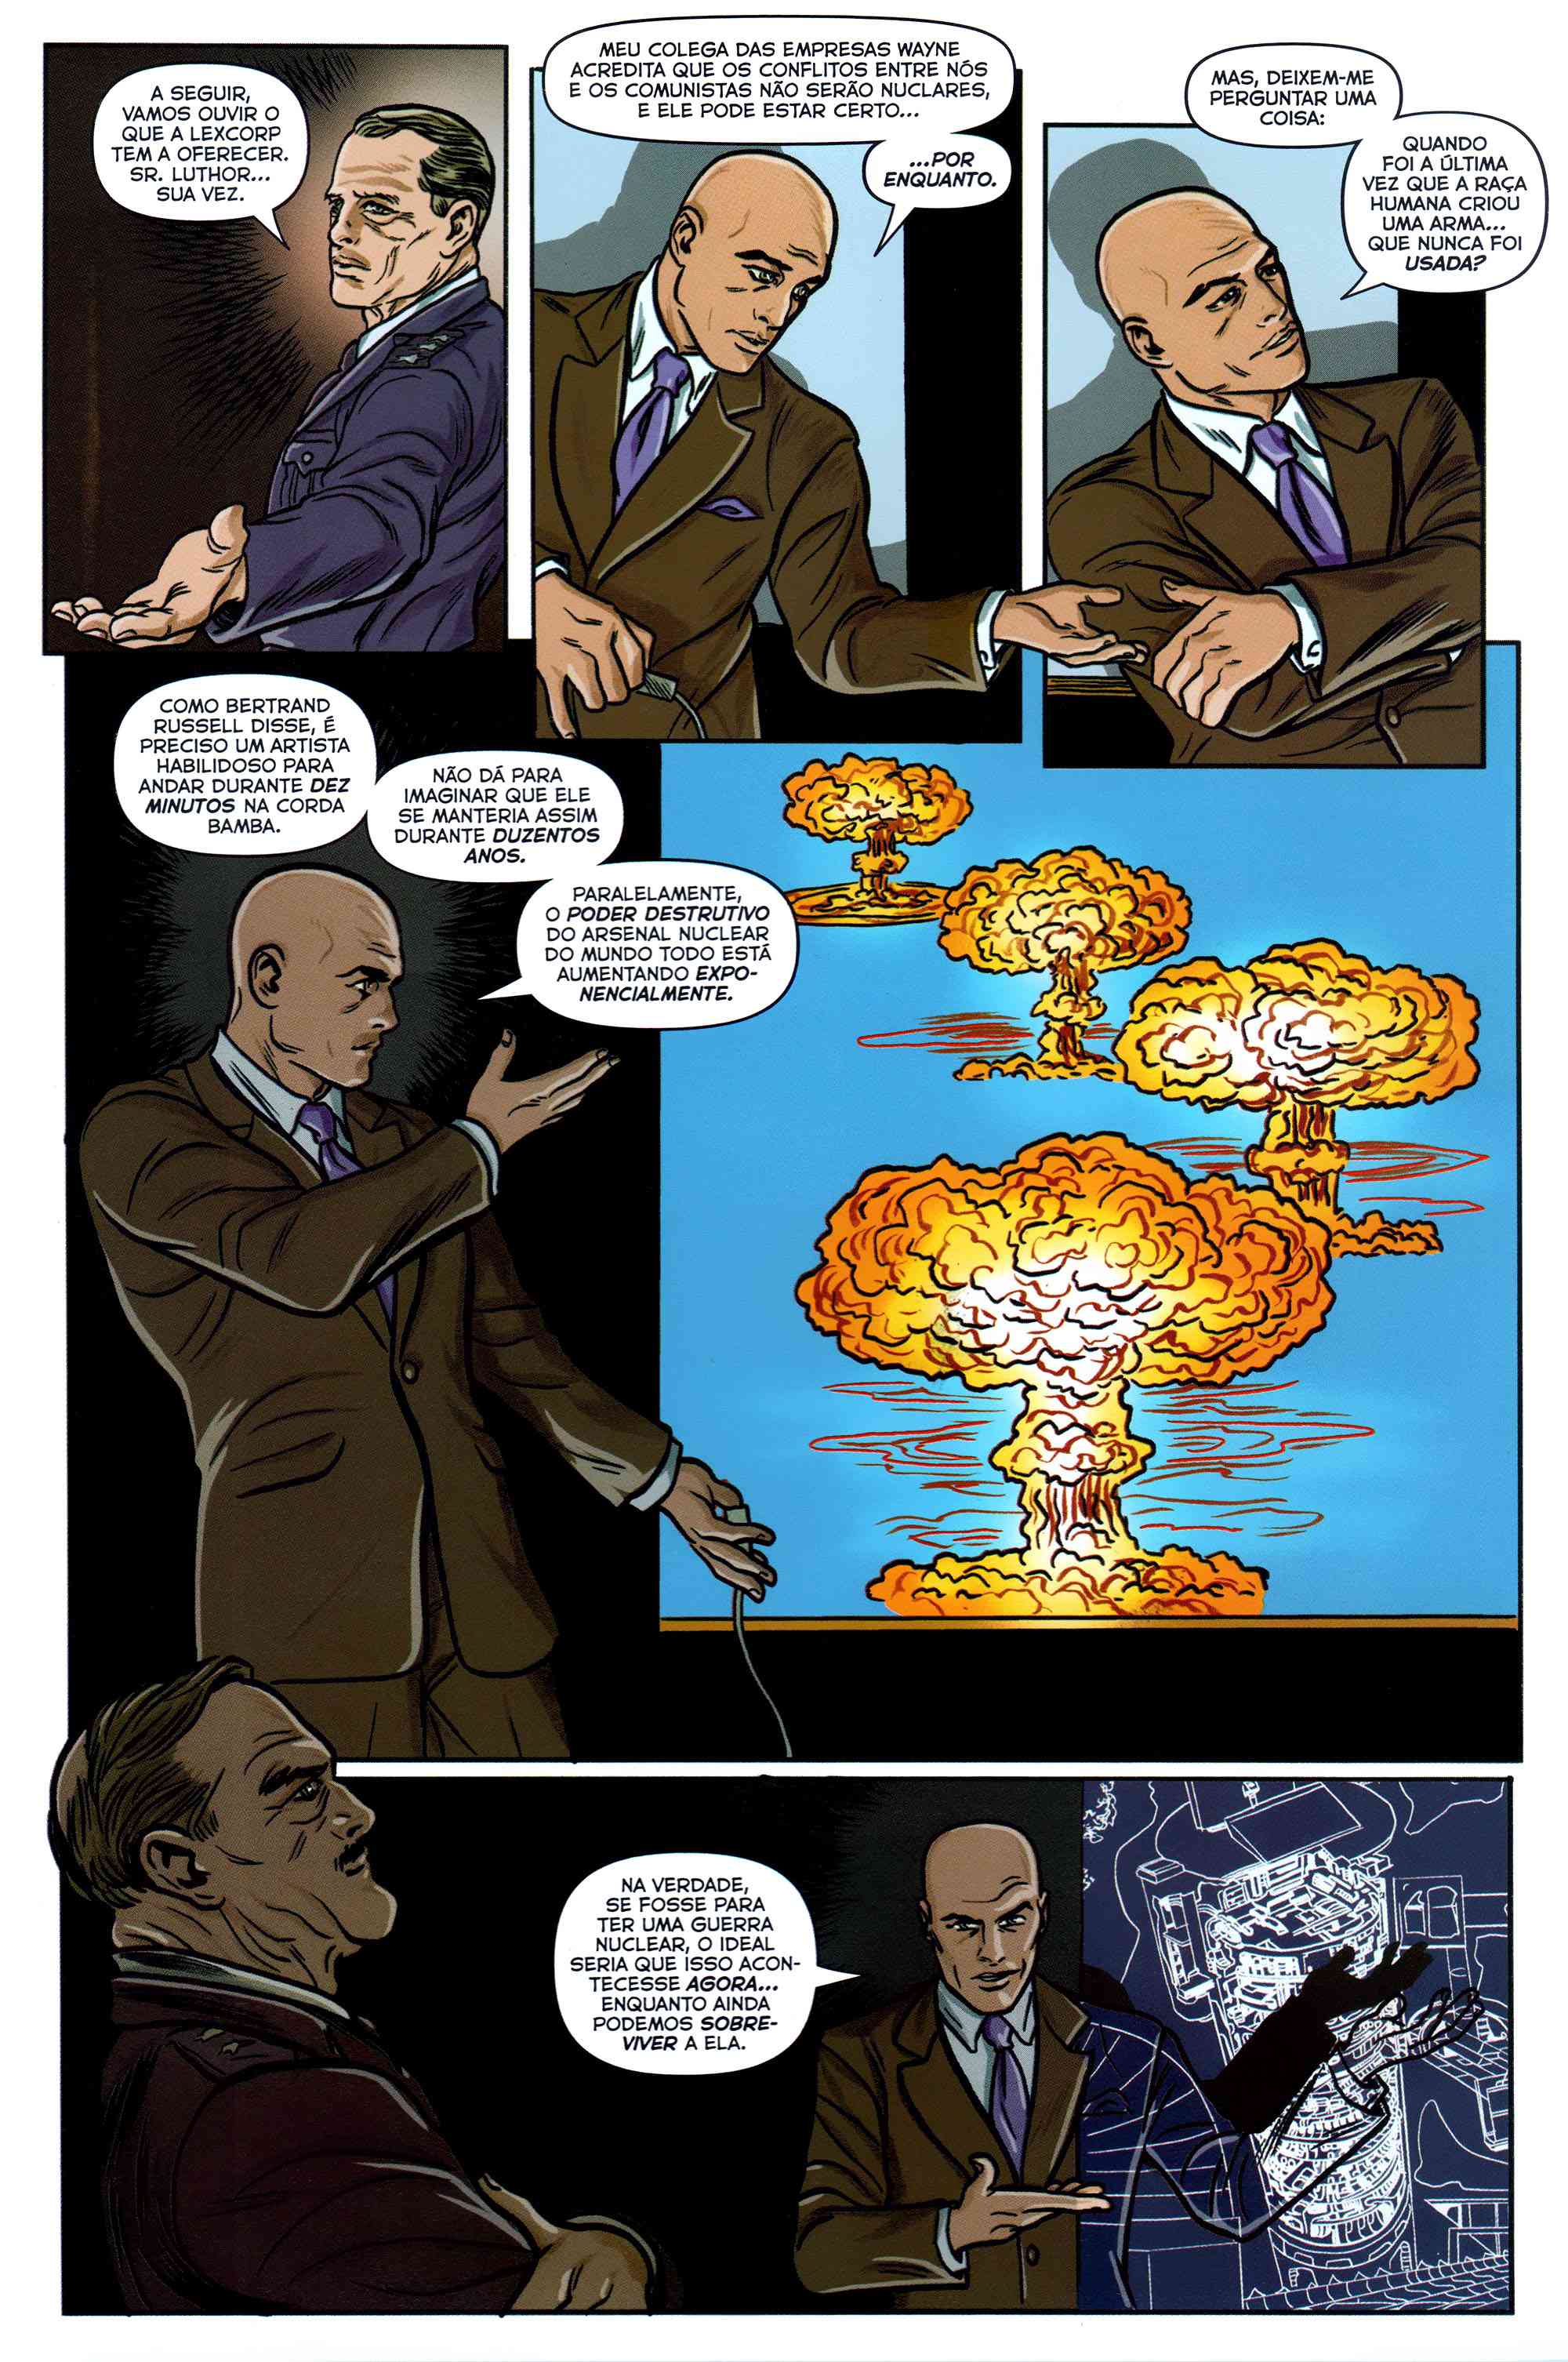 A SEGUIR,
VAMOS OUVIR O
QUE A LEXCORP
TEM A OFERECER.
SR. LUTHOR...
SUA VEZ.
MEU COLEGA DAS EMPRESAS WAYNE
ACREDITA QUE OS CONFLITOS ENTRE NÓS
E OS COMUNISTAS NÃO SERÃO NUCLARES,
E ELE PODE ESTAR CERTO...
...POR
ENQUANTO.
MAS, DEIXEM-ME
PERGUNTAR UMA
COISA:
QUANDO
FOI A ÚLTIMA
VEZ QUE A RAÇA
HUMANA CRIOU
UMA ARMA...
QUE NUNCA FOI
USADA?
COMO BERTRAND
RUSSELL DISSE, É
PRECISO UM ARTISTA
HABILIDOSO PARA
ANDAR DURANTE DEZ
MINUTOS NA CORDA
BAMBA.
NÃO DÁ PARA
IMAGINAR QUE ELE
SE MANTERIA ASSIM
DURANTE DUZENTOS
ANOS.
PARALELAMENTE,
O PODER DESTRUTIVO
DO ARSENAL NUCLEAR
DO MUNDO TODO ESTÁ
AUMENTANDO EXPO-
NENCIALMENTE.
NA VERDADE,
SE FOSSE PARA
TER UMA GUERRA
NUCLEAR, O IDEAL
SERIA QUE ISSO ACON-
TECESSE AGORA...
ENQUANTO AINDA
PODEMOS SOBRE-
VIVER A ELA.